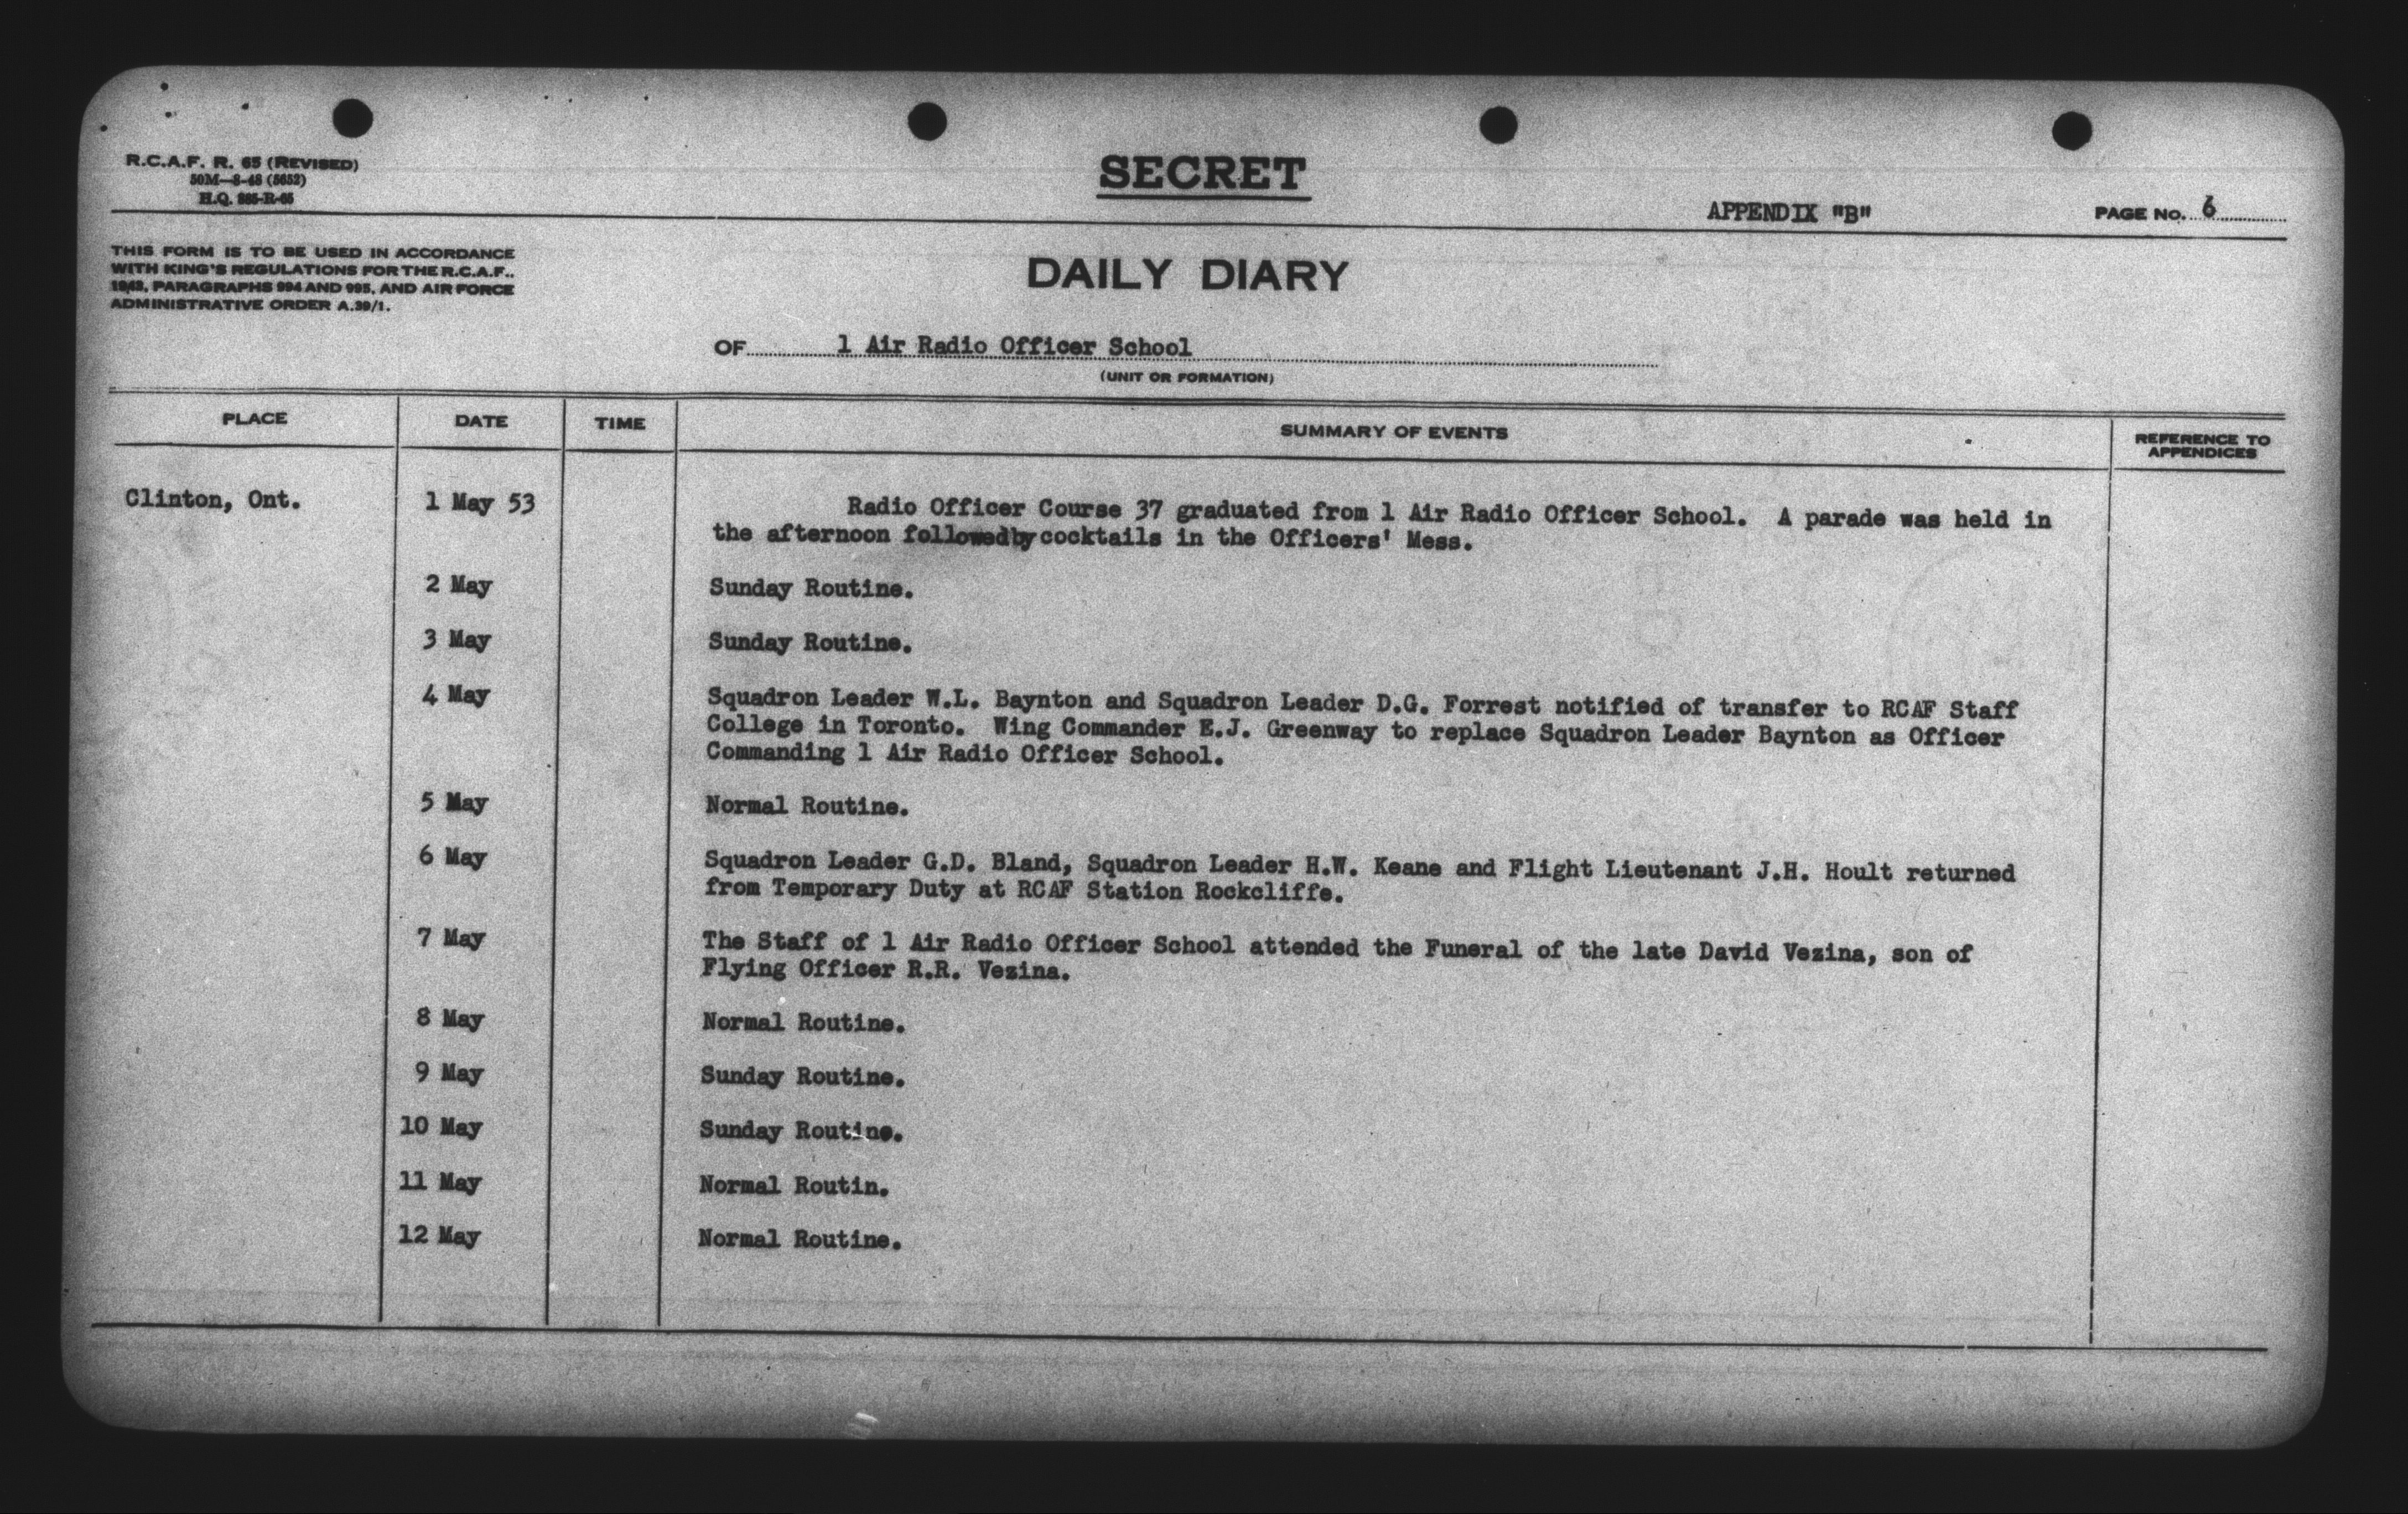 R.C.A.F. R. 65 (REVISED)
50M—8-48 (5652)
H.Q. 885-R-65
SECRET
APPENDIX "B"
PAGE NO. 6
THIS FORM IS TO BE USED IN ACCORDANCE
WITH KING'S REGULATIONS FOR THE R.C.A.F.,
1943, PARAGRAPHS 994 AND 995, AND AIR FORCE
ADMINISTRATIVE ORDER A.39/1.
DAILY DIARY
OF 1 Air Radio Officer School
(UNIT OR FORMATION)
PLACE DATE TIME SUMMARY OF EVENTS REFERENCE TO APPENDICES
Clinton, Ont. 1 May 53 Radio Officer Course 37 graduated from 1 Air Radio Officer School. A parade was held in
the afternoon followedby cocktails in the Officers' Mess.
2 May Sunday Routine.
3 May Sunday Routine.
4 May Squadron Leader W.L. Baynton and Squadron Leader D.G. Forrest notified of transfer to RCAF Staff
College in Toronto. Wing Commander E.J. Greenway to replace Squadron Leader Baynton as Officer
Commanding 1 Air Radio Officer School.
5 May Normal Routine.
6 May Squadron Leader G.D. Bland, Squadron Leader H.W. Keane and Flight Lieutenant J.H. Hoult returned
from Temporary Duty at RCAF Station Rockcliffe.
7 May The Staff of 1 Air Radio Officer School attended the Funeral of the late David Vezina, son of
Flying Officer R.R. Vezina.
8 May Normal Routine.
9 May Sunday Routine.
10 May Sunday Routine.
11 May Normal Routin.
12 May Normal Routine.